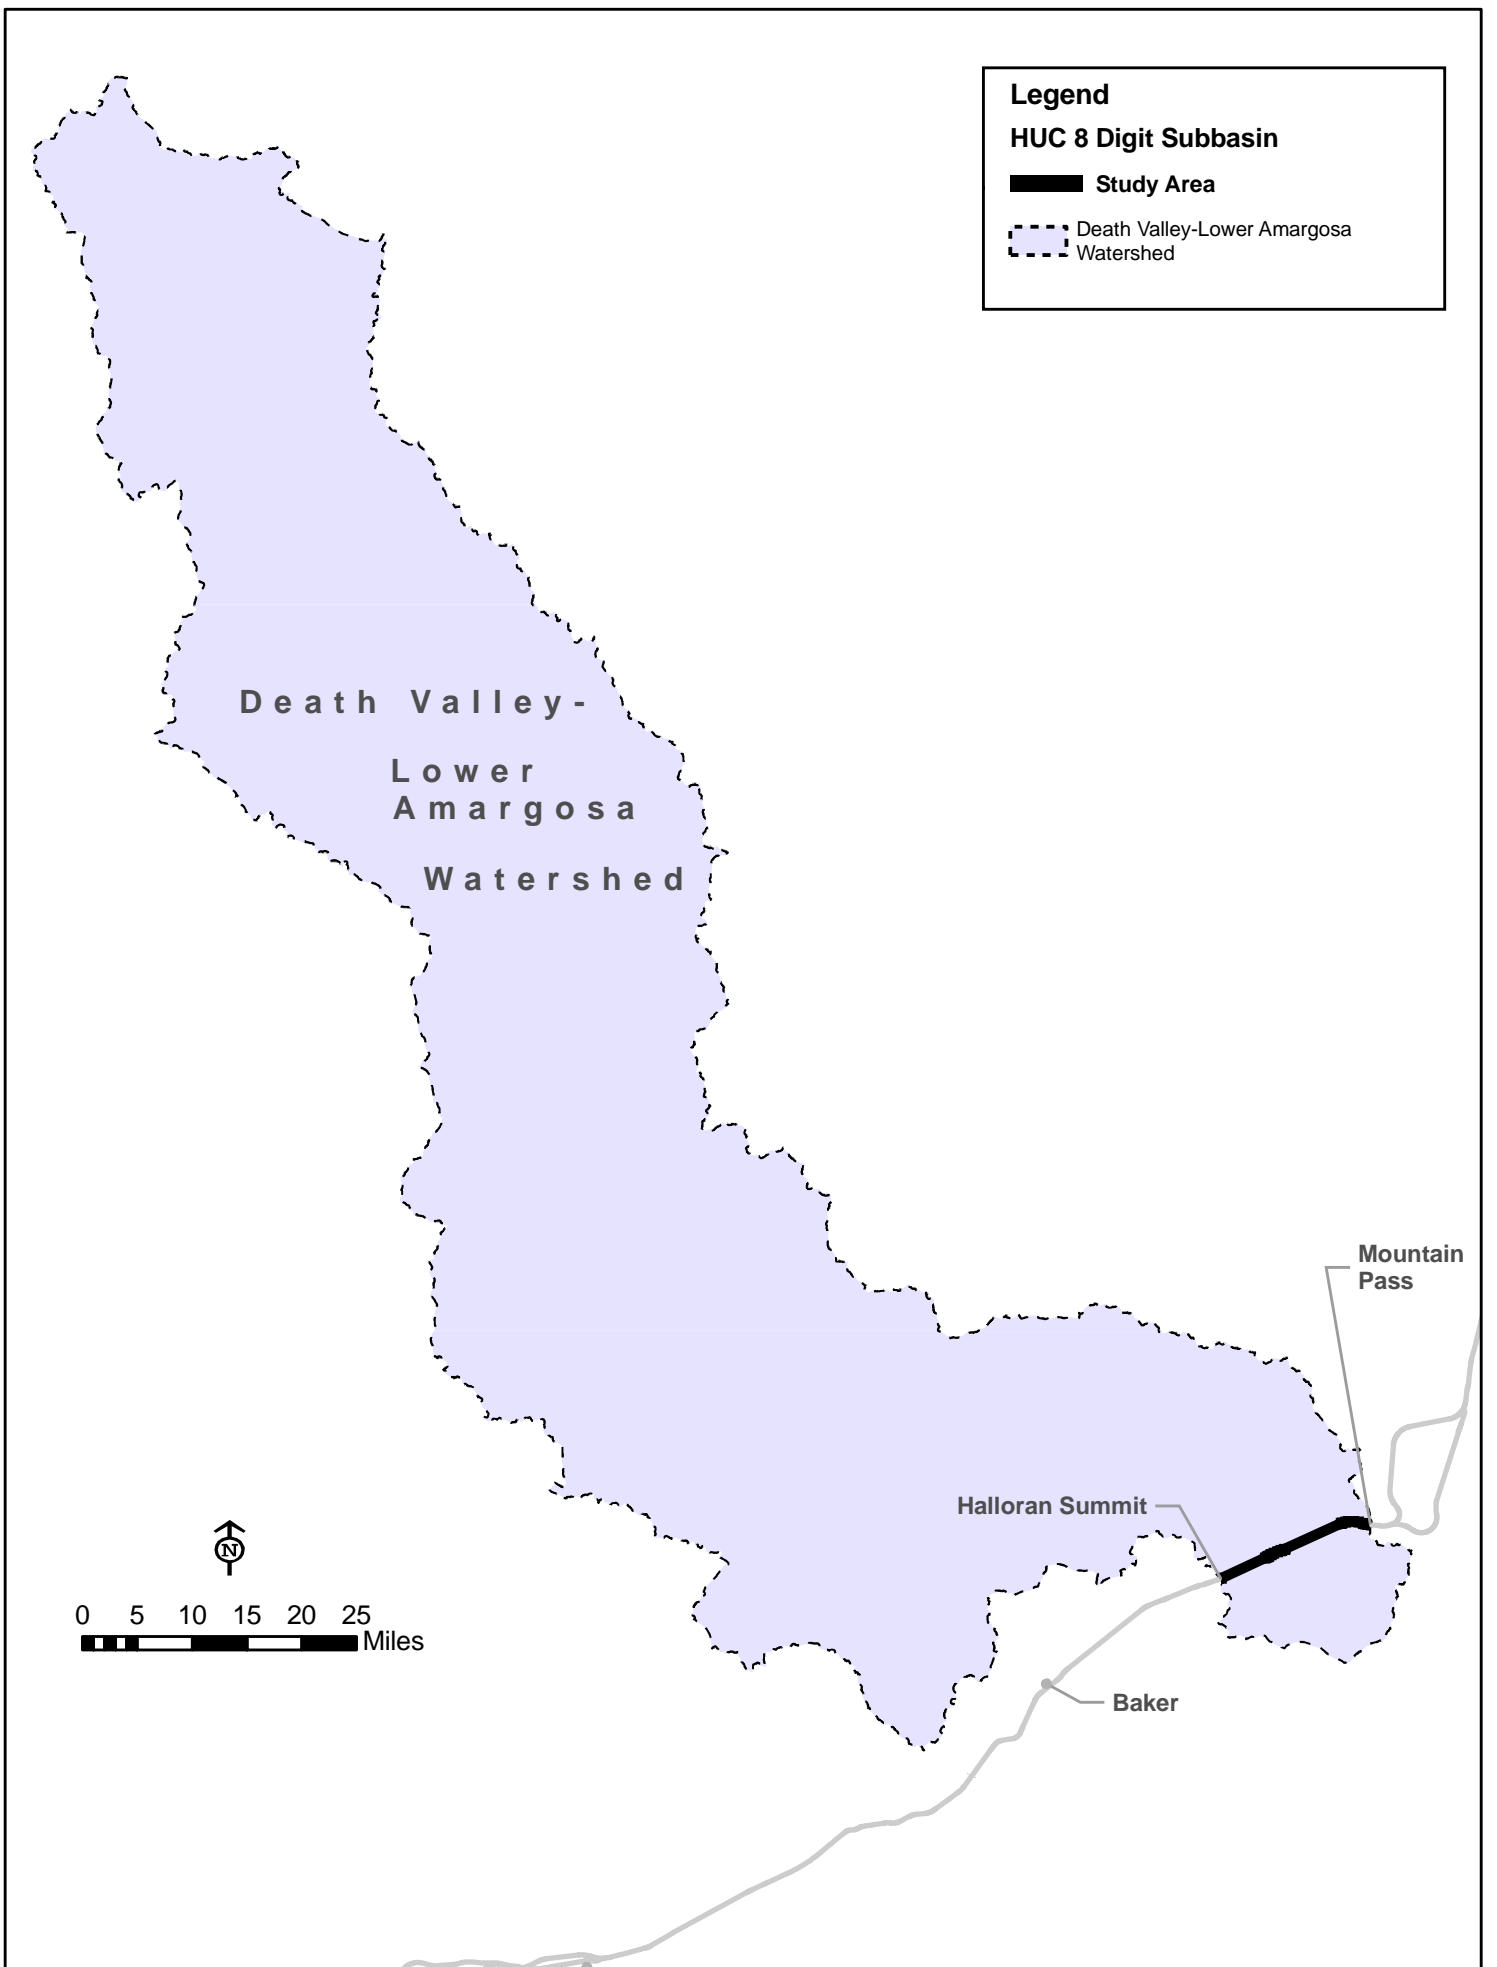 Legend
HUC 8 Digit Subbasin
Study Area
Death Valley-Lower Amargosa
Watershed
Death Valley-
Lower
Amargosa
Watershed
Mountain
Pass
Halloran Summit
N
0 5 10 15 20 25
Miles
Baker